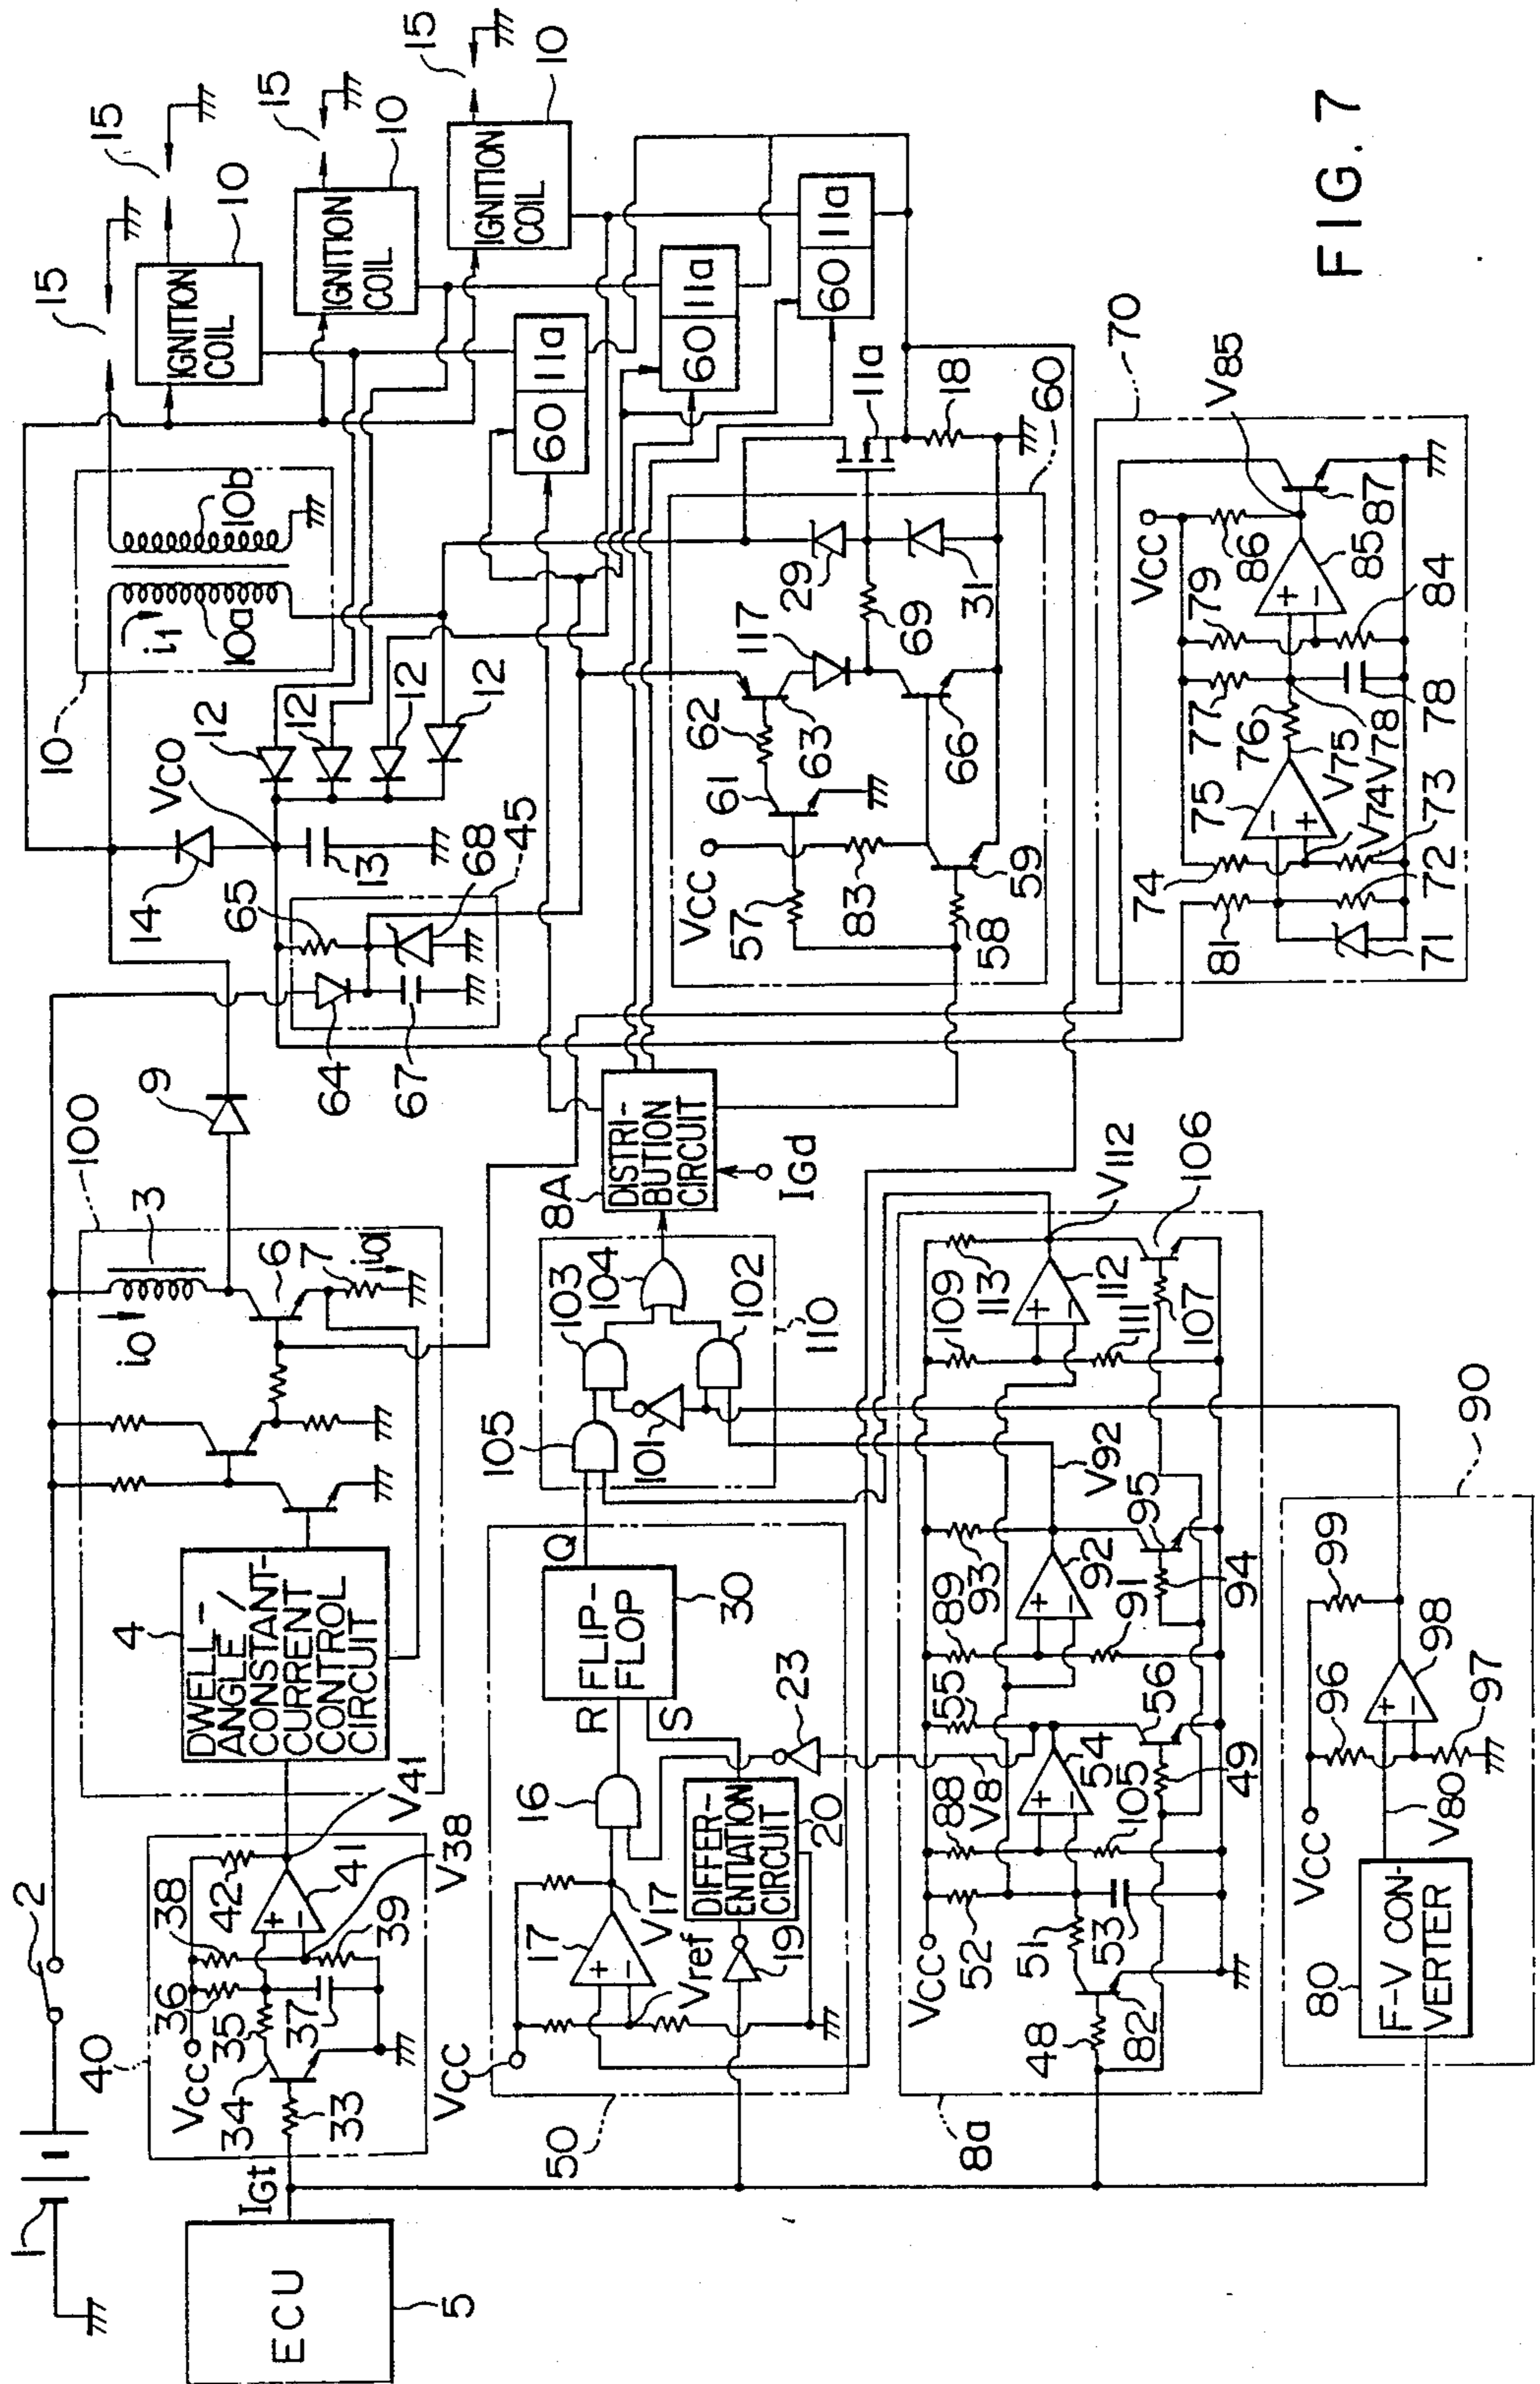 1
2
ECU
5
IGt
40
VCC
33
34
35
36
37
38
39
42
41
V38
V41
4
DWELL-
ANGLE /
CONSTANT-
CURRENT
CONTROL
CIRCUIT
100
3
i0
6
7
i0l
9
14
VCO
13
12
12
12
12
10
i1
10a
10b
15
15
15
15
IGNITION
COIL
10
IGNITION
COIL
10
IGNITION
COIL
10
60
11a
60
11a
60
11a
64
65
67
68
45
50
VCC
17
Vref
V17
19
16
DIFFER-
ENTIATION
CIRCUIT
20
23
R
S
FLIP-
FLOP
30
Q
105
101
103
104
102
110
8A
DISTRI-
BUTION
CIRCUIT
IGd
VCC
57
58
59
83
61
62
63
66
117
69
29
31
11a
18
60
8a
VCC
48
82
51
52
53
88
V8
105
54
55
56
49
89
91
92
93
94
95
V92
109
111
113
112
107
106
V112
80
F-V CON-
VERTER
V80
VCC
96
97
98
99
90
70
81
71
72
73
74
75
V74
V75
76
77
V78
78
79
84
85
86
87
VCC
V85
FIG. 7